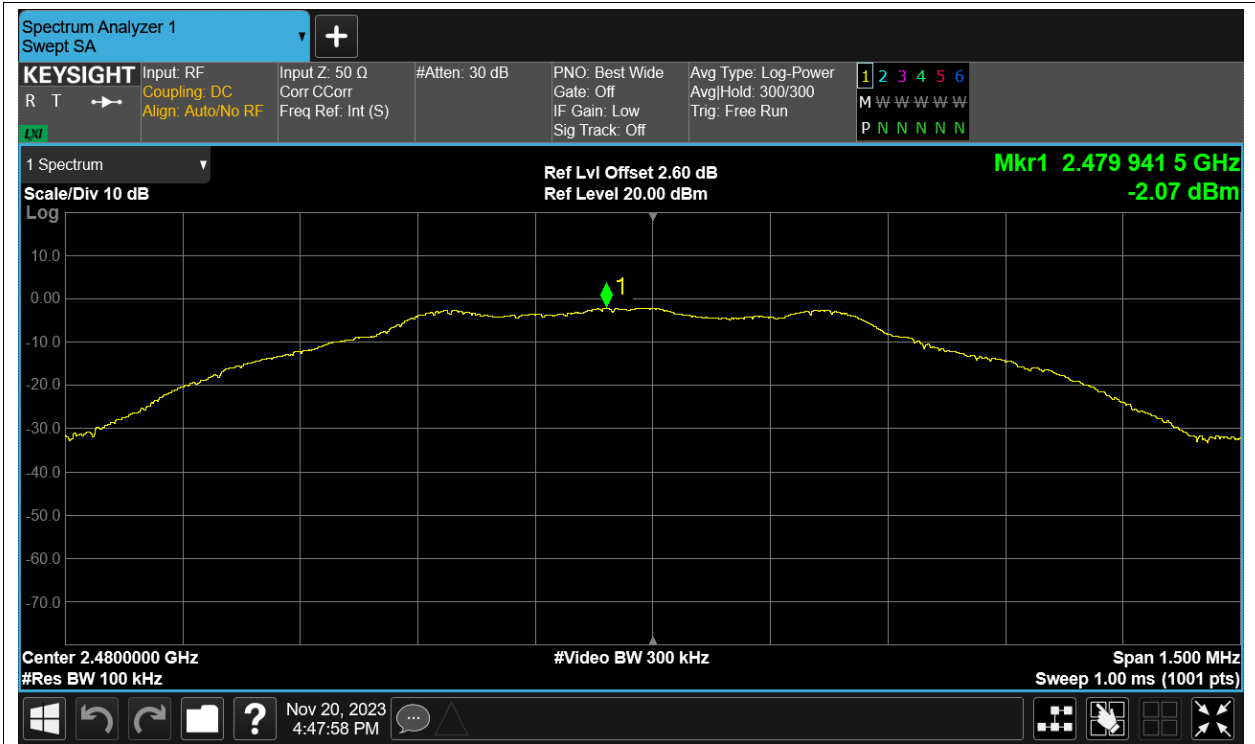 Spectrum Analyzer 1
Swept SA
KEYSIGHT
R T
LXI
Input: RF
Coupling: DC
Align: Auto/No RF
Input Z: 50 Ω
Corr CCorr
Freq Ref: Int (S)
#Atten: 30 dB
PNO: Best Wide
Gate: Off
IF Gain: Low
Sig Track: Off
Avg Type: Log-Power
Avg|Hold: 300/300
Trig: Free Run
1 2 3 4 5 6
M W W W W W
P N N N N N
1 Spectrum
Scale/Div 10 dB
Log
Ref Lvl Offset 2.60 dB
Ref Level 20.00 dBm
Mkr1 2.479 941 5 GHz
-2.07 dBm
1
10.0
0.00
-10.0
-20.0
-30.0
-40.0
-50.0
-60.0
-70.0
Center 2.4800000 GHz
#Res BW 100 kHz
#Video BW 300 kHz
Span 1.500 MHz
Sweep 1.00 ms (1001 pts)
?
Nov 20, 2023
4:47:58 PM